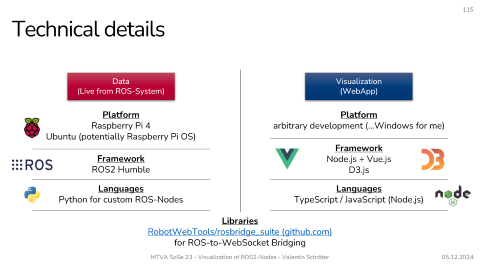 115
Technical details
Data
(Live from ROS-System)
Platform
Raspberry Pi 4
Ubuntu (potentially Raspberry Pi OS)
ROS
Framework
ROS2 Humble
Languages
Python for custom ROS-Nodes
Visualization
(WebApp)
Platform
arbitrary development (...Windows for me)
Framework
Node.js + Vue.js
D3.js
Languages
TypeScript / JavaScript (Node.js)
node
JS
Libraries
RobotWebTools/rosbridge_suite (github.com)
for ROS-to-WebSocket Bridging
MTVA SoSe 23 - Visualization of ROS2-Nodes - Valentin Schröter
05.12.2024